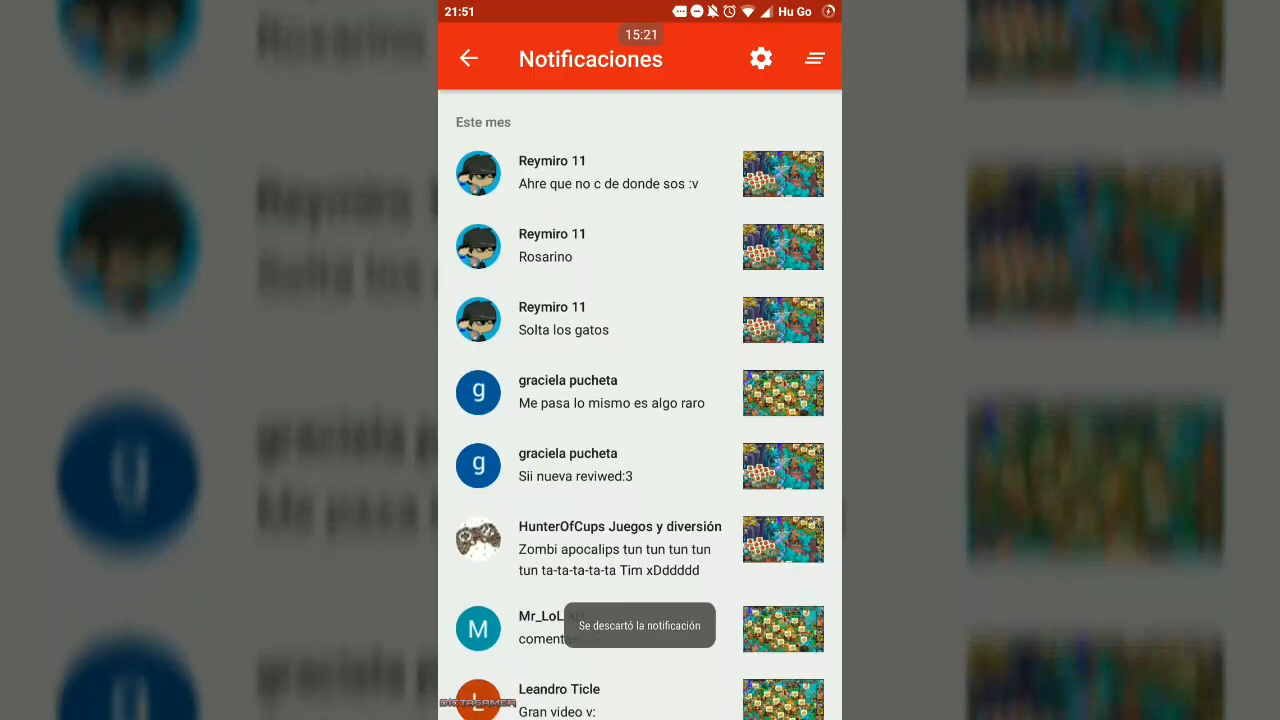 21:51
Hu Go
15:21
Notificaciones
Este mes
Reymiro 11
Ahre que no c de donde sos :v
Reymiro 11
Rosarino
Reymiro 11
Solta los gatos
g
graciela pucheta
Me pasa lo mismo es algo raro
g
graciela pucheta
Sii nueva reviwed:3
HunterOfCups Juegos y diversión
Zombi apocalips tun tun tun tun
tun ta-ta-ta-ta-ta Tim xDddddd
M
Mr_LoL
Se descartó la notificación
L
Leandro Ticle
Gran video v:
DICTAGAMER